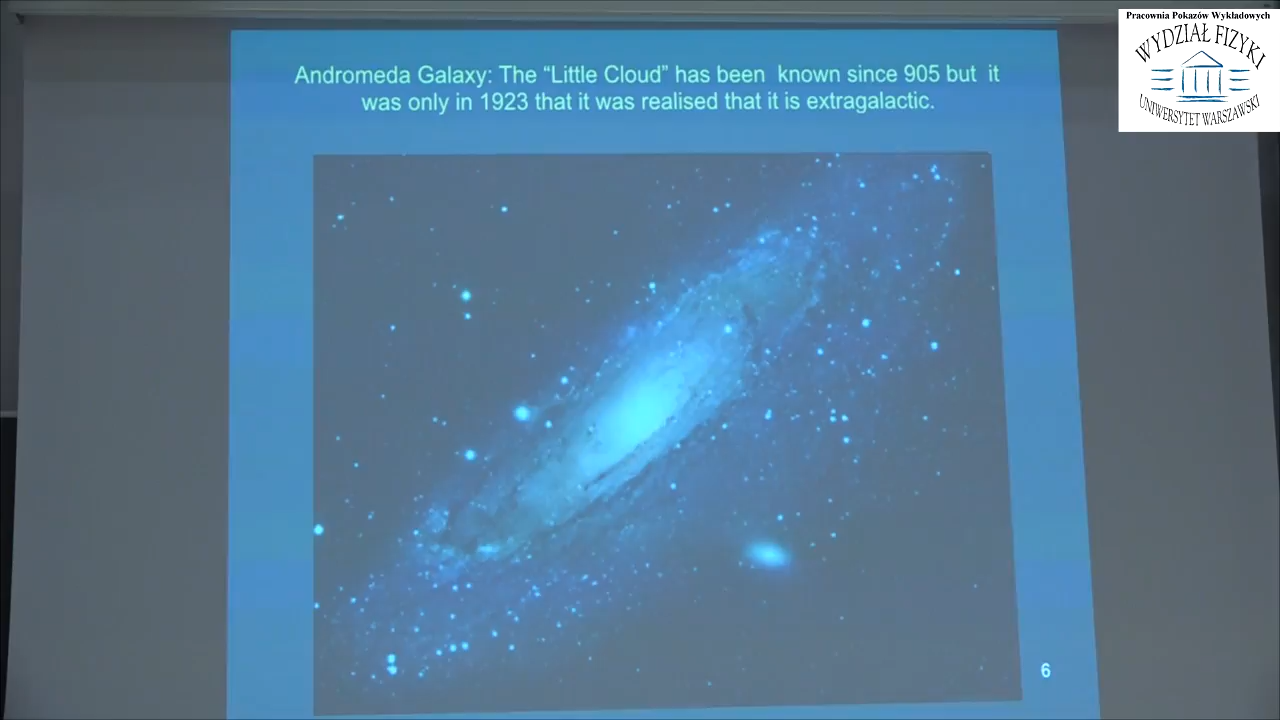 Pracownia Pokazów Wykładowych
WYDZIAŁ FIZYKI
UNIWERSYTET WARSZAWSKI
Andromeda Galaxy: The “Little Cloud” has been known since 905 but it
was only in 1923 that it was realised that it is extragalactic.
6